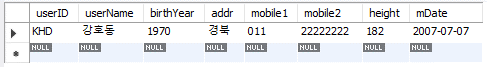 userID userName birthYear addr mobile1 mobile2 height mDate
KHD 강호동 1970 경북 011 22222222 182 2007-07-07
NULL NULL NULL NULL NULL NULL NULL NULL